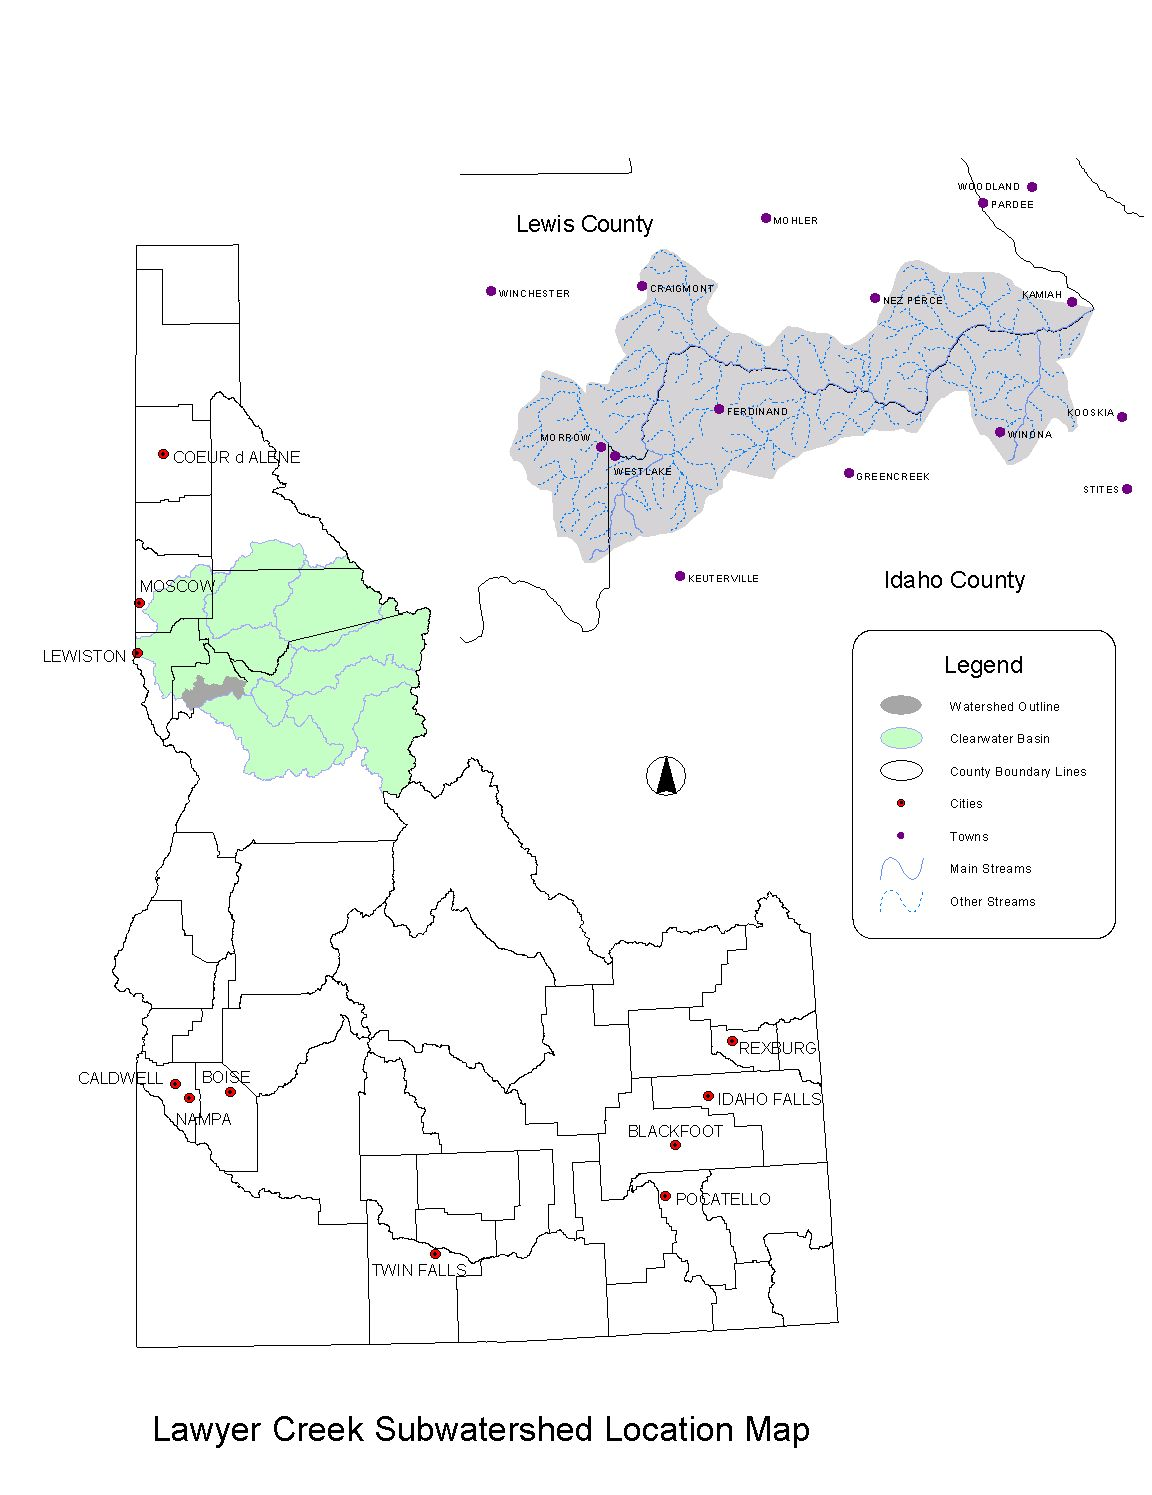 WOODLAND
PARDEE
MOHLER
Lewis County
WINCHESTER
CRAIGMONT
NEZ PERCE
KAMIAH
FERDINAND
KOOSKIA
MORROW
WINONA
WESTLAKE
GREENCREEK
STITES
KEUTERVILLE
Idaho County
COEUR d ALENE
MOSCOW
LEWISTON
Legend
Watershed Outline
Clearwater Basin
County Boundary Lines
Cities
Towns
Main Streams
Other Streams
REXBURG
CALDWELL
BOISE
NAMPA
IDAHO FALLS
BLACKFOOT
POCATELLO
TWIN FALLS
Lawyer Creek Subwatershed Location Map